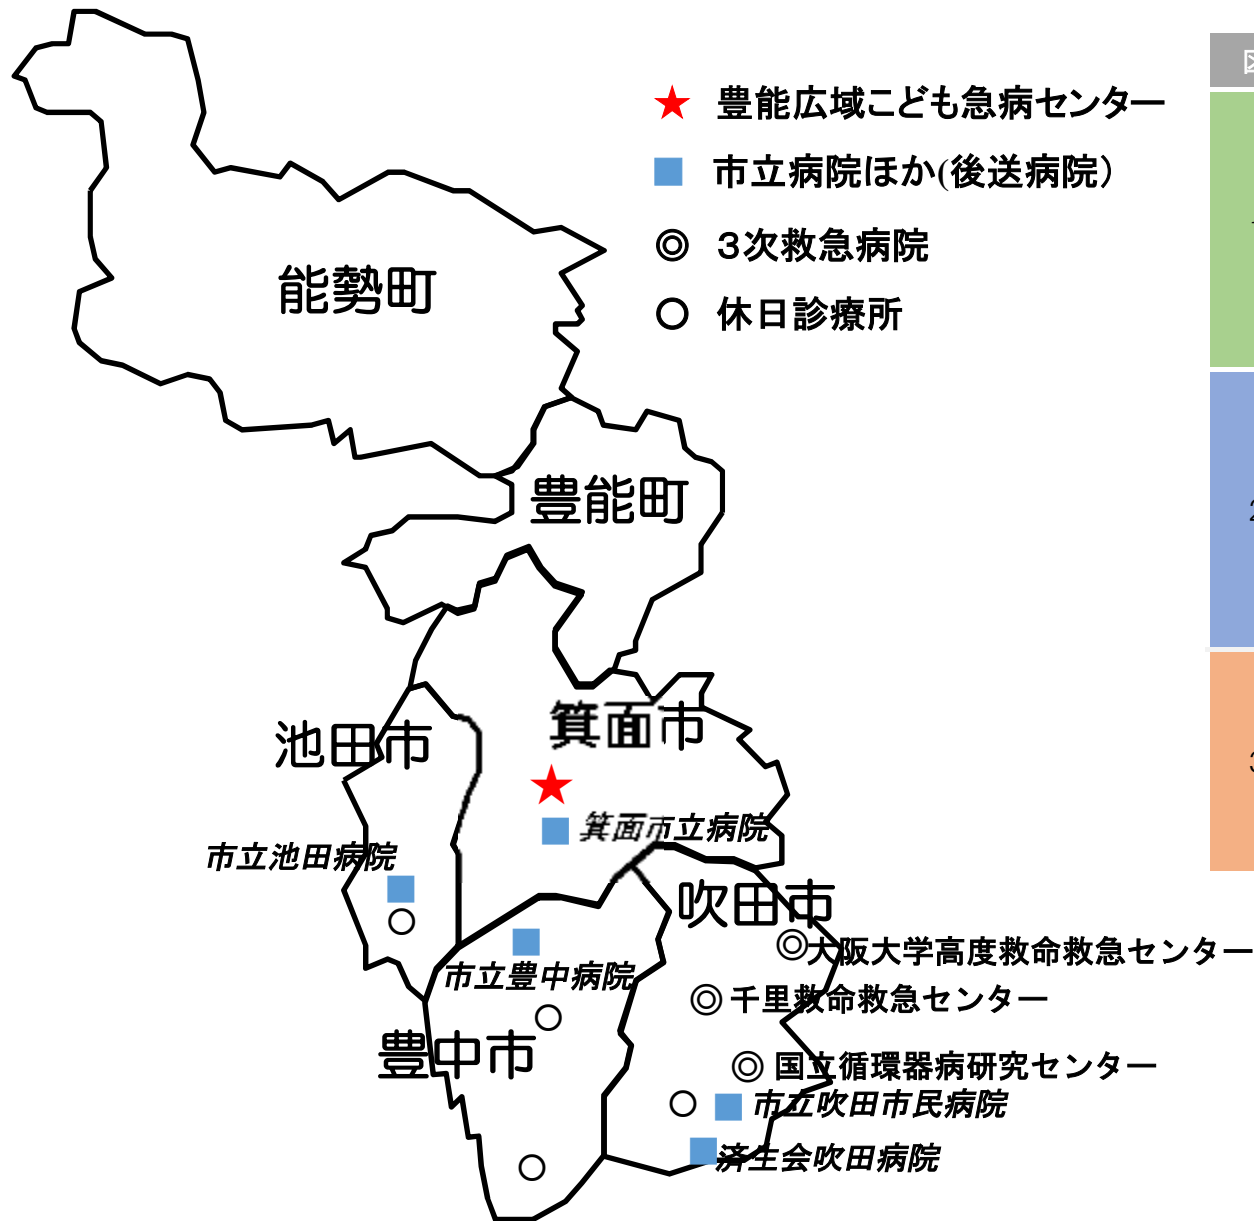 豊能広域こども急病センター
市立病院ほか(後送病院)
３次救急病院
休日診療所
能勢町
豊能町
箕面市
池田市
箕面市立病院
市立池田病院
吹田市
大阪大学高度救命救急センター
市立豊中病院
千里救命救急センター
豊中市
国立循環器病研究センター
市立吹田市民病院
済生会吹田病院